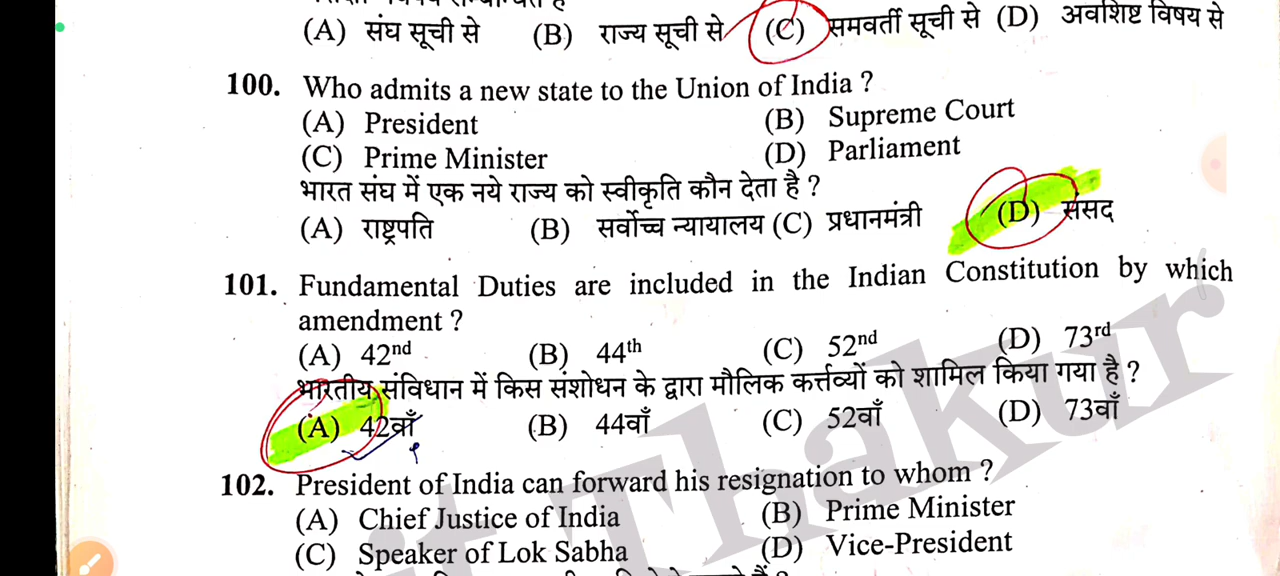 (A) संघ सूची से (B) राज्य सूची से (C) समवर्ती सूची से (D) अवशिष्ट विषय से
100. Who admits a new state to the Union of India ?
(A) President (B) Supreme Court
(C) Prime Minister (D) Parliament
भारत संघ में एक नये राज्य को स्वीकृति कौन देता है ?
(A) राष्ट्रपति (B) सर्वोच्च न्यायालय (C) प्रधानमंत्री (D) संसद
101. Fundamental Duties are included in the Indian Constitution by which
amendment ?
(A) 42nd (B) 44th (C) 52nd (D) 73rd
भारतीय संविधान में किस संशोधन के द्वारा मौलिक कर्त्तव्यों को शामिल किया गया है ?
(A) 42वाँ (B) 44वाँ (C) 52वाँ (D) 73वाँ
102. President of India can forward his resignation to whom ?
(A) Chief Justice of India (B) Prime Minister
(C) Speaker of Lok Sabha (D) Vice-President
Thakur